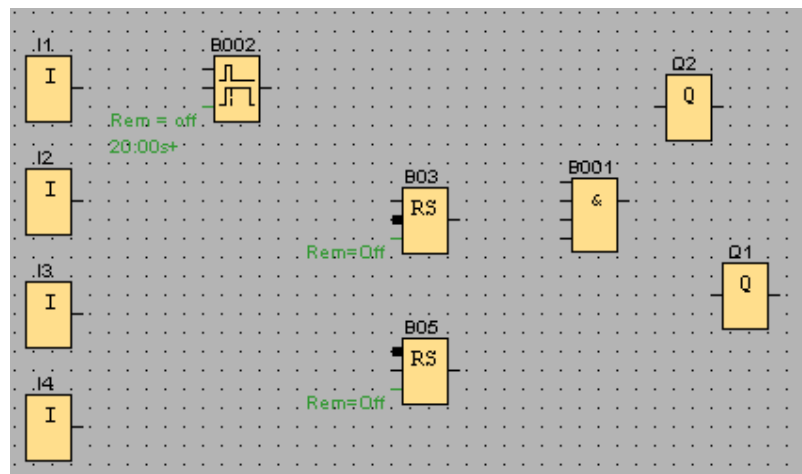 I1
I
B002
Rem = off
20:00s+
Q2
Q
I2
I
B03
RS
Rem=Off
B001
&
Q1
Q
I3
I
B05
RS
Rem=Off
I4
I